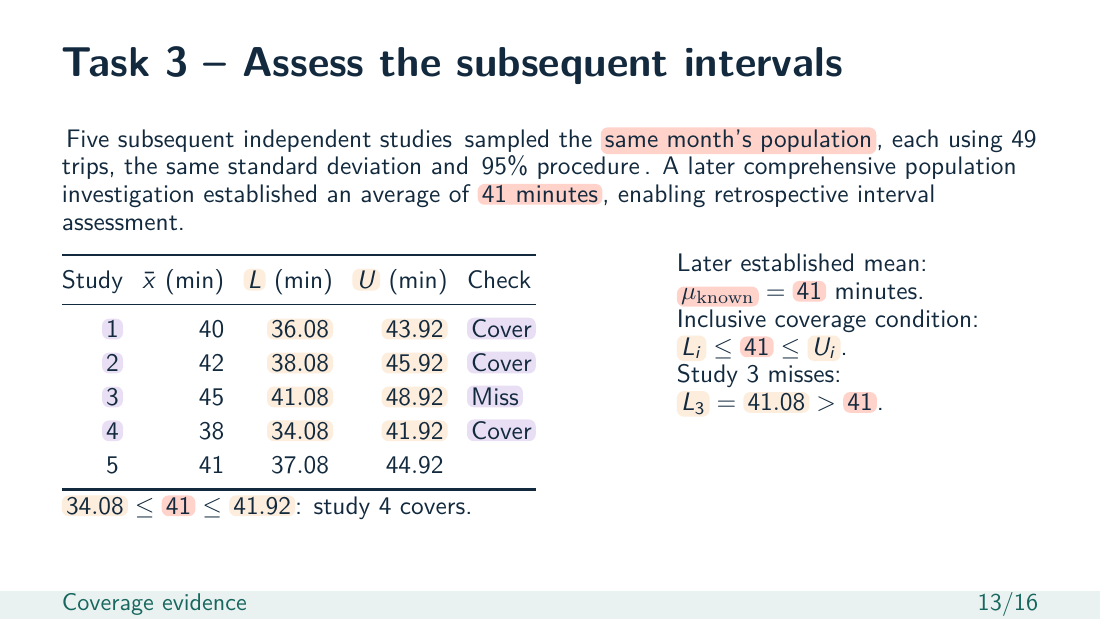 Task 3 – Assess the subsequent intervals
Five subsequent independent studies sampled the same month's population, each using 49
trips, the same standard deviation and 95% procedure. A later comprehensive population
investigation established an average of 41 minutes, enabling retrospective interval
assessment.
Study x̄ (min) L (min) U (min) Check
1 40 36.08 43.92 Cover
2 42 38.08 45.92 Cover
3 45 41.08 48.92 Miss
4 38 34.08 41.92 Cover
5 41 37.08 44.92
34.08 ≤ 41 ≤ 41.92: study 4 covers.
Later established mean:
μ_known = 41 minutes.
Inclusive coverage condition:
L_i ≤ 41 ≤ U_i.
Study 3 misses:
L_3 = 41.08 > 41.
Coverage evidence 13/16